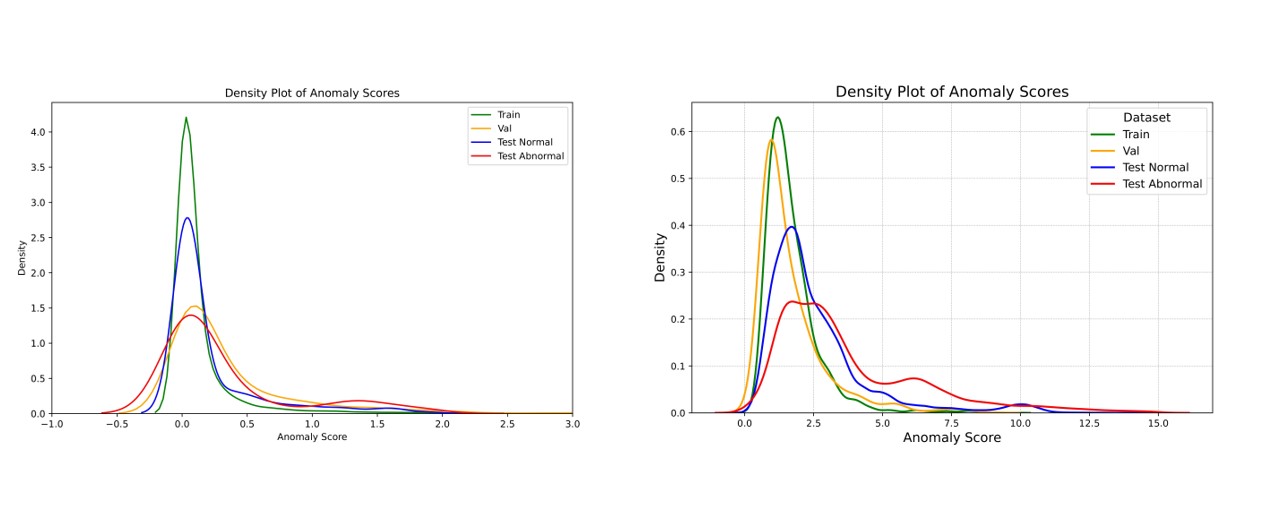 Density Plot of Anomaly Scores
Train
Val
Test Normal
Test Abnormal
4.0
3.5
3.0
2.5
2.0
1.5
1.0
0.5
0.0
Density
−1.0 −0.5 0.0 0.5 1.0 1.5 2.0 2.5 3.0
Anomaly Score
Density Plot of Anomaly Scores
Dataset
Train
Val
Test Normal
Test Abnormal
0.6
0.5
0.4
0.3
0.2
0.1
0.0
Density
0.0 2.5 5.0 7.5 10.0 12.5 15.0
Anomaly Score